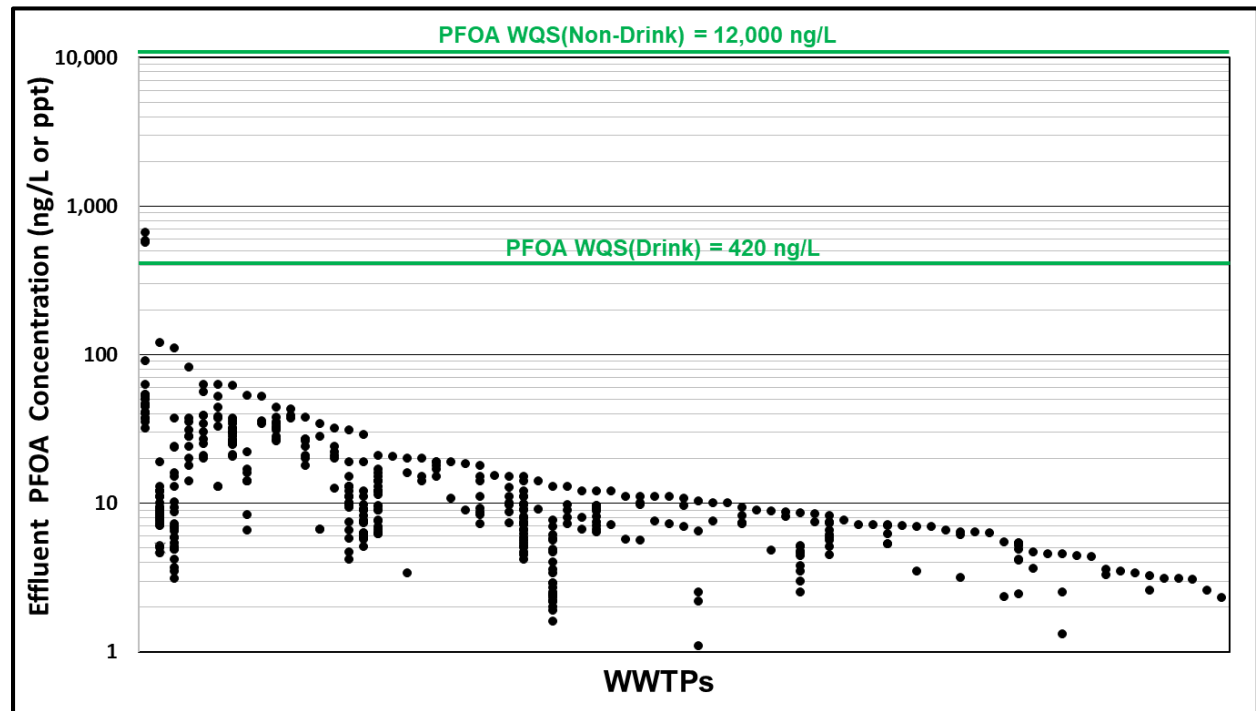 PFOA WQS(Non-Drink) = 12,000 ng/L
10,000
1,000
PFOA WQS(Drink) = 420 ng/L
100
10
1
Effluent PFOA Concentration (ng/L or ppt)
WWTPs